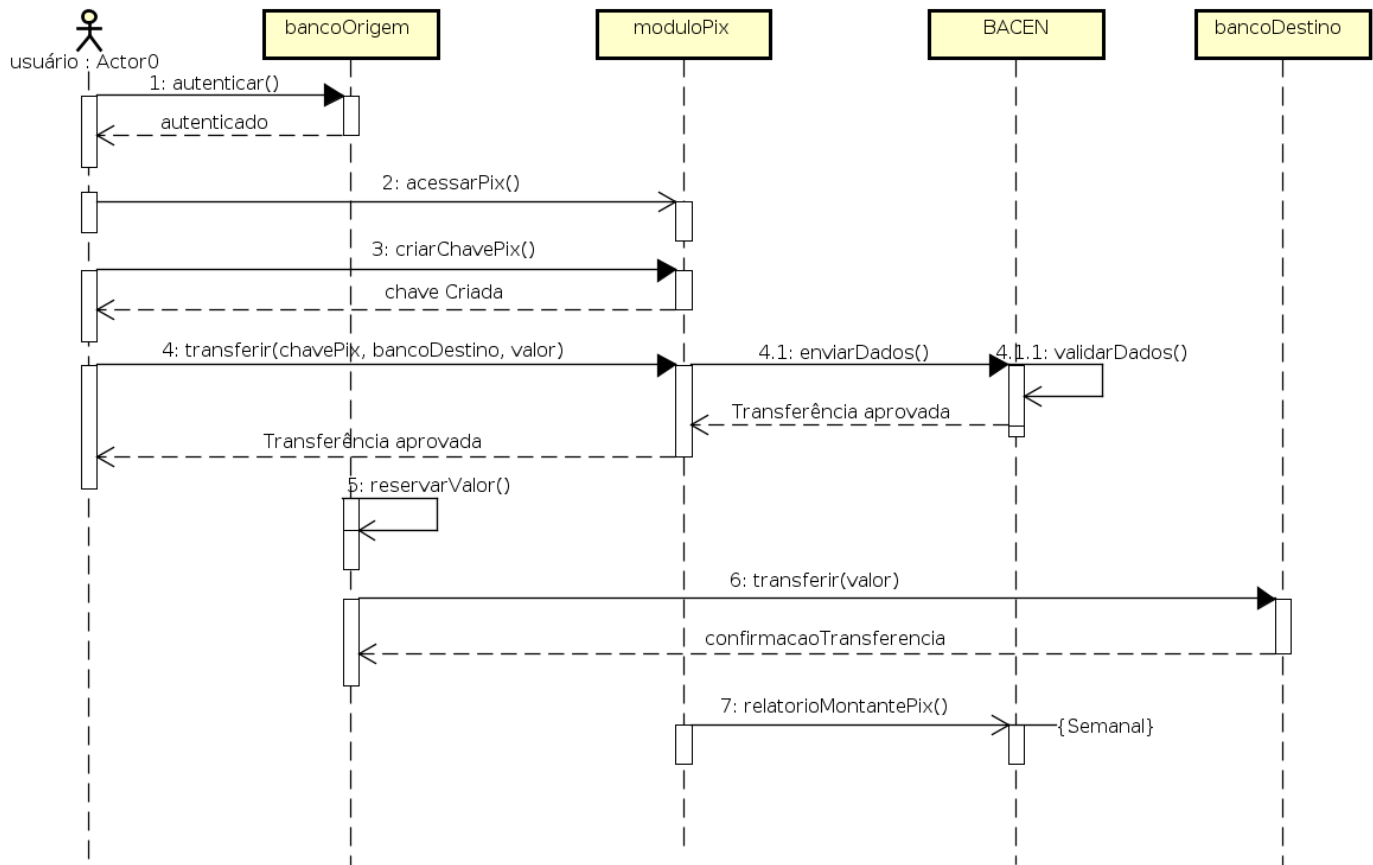 bancoOrigem
moduloPix
BACEN
bancoDestino
usuário : Actor0
1: autenticar()
autenticado
2: acessarPix()
3: criarChavePix()
chave Criada
4: transferir(chavePix, bancoDestino, valor)
4.1: enviarDados()
4.1.1: validarDados()
Transferência aprovada
Transferência aprovada
5: reservarValor()
6: transferir(valor)
confirmacaoTransferencia
7: relatorioMontantePix()
{Semanal}